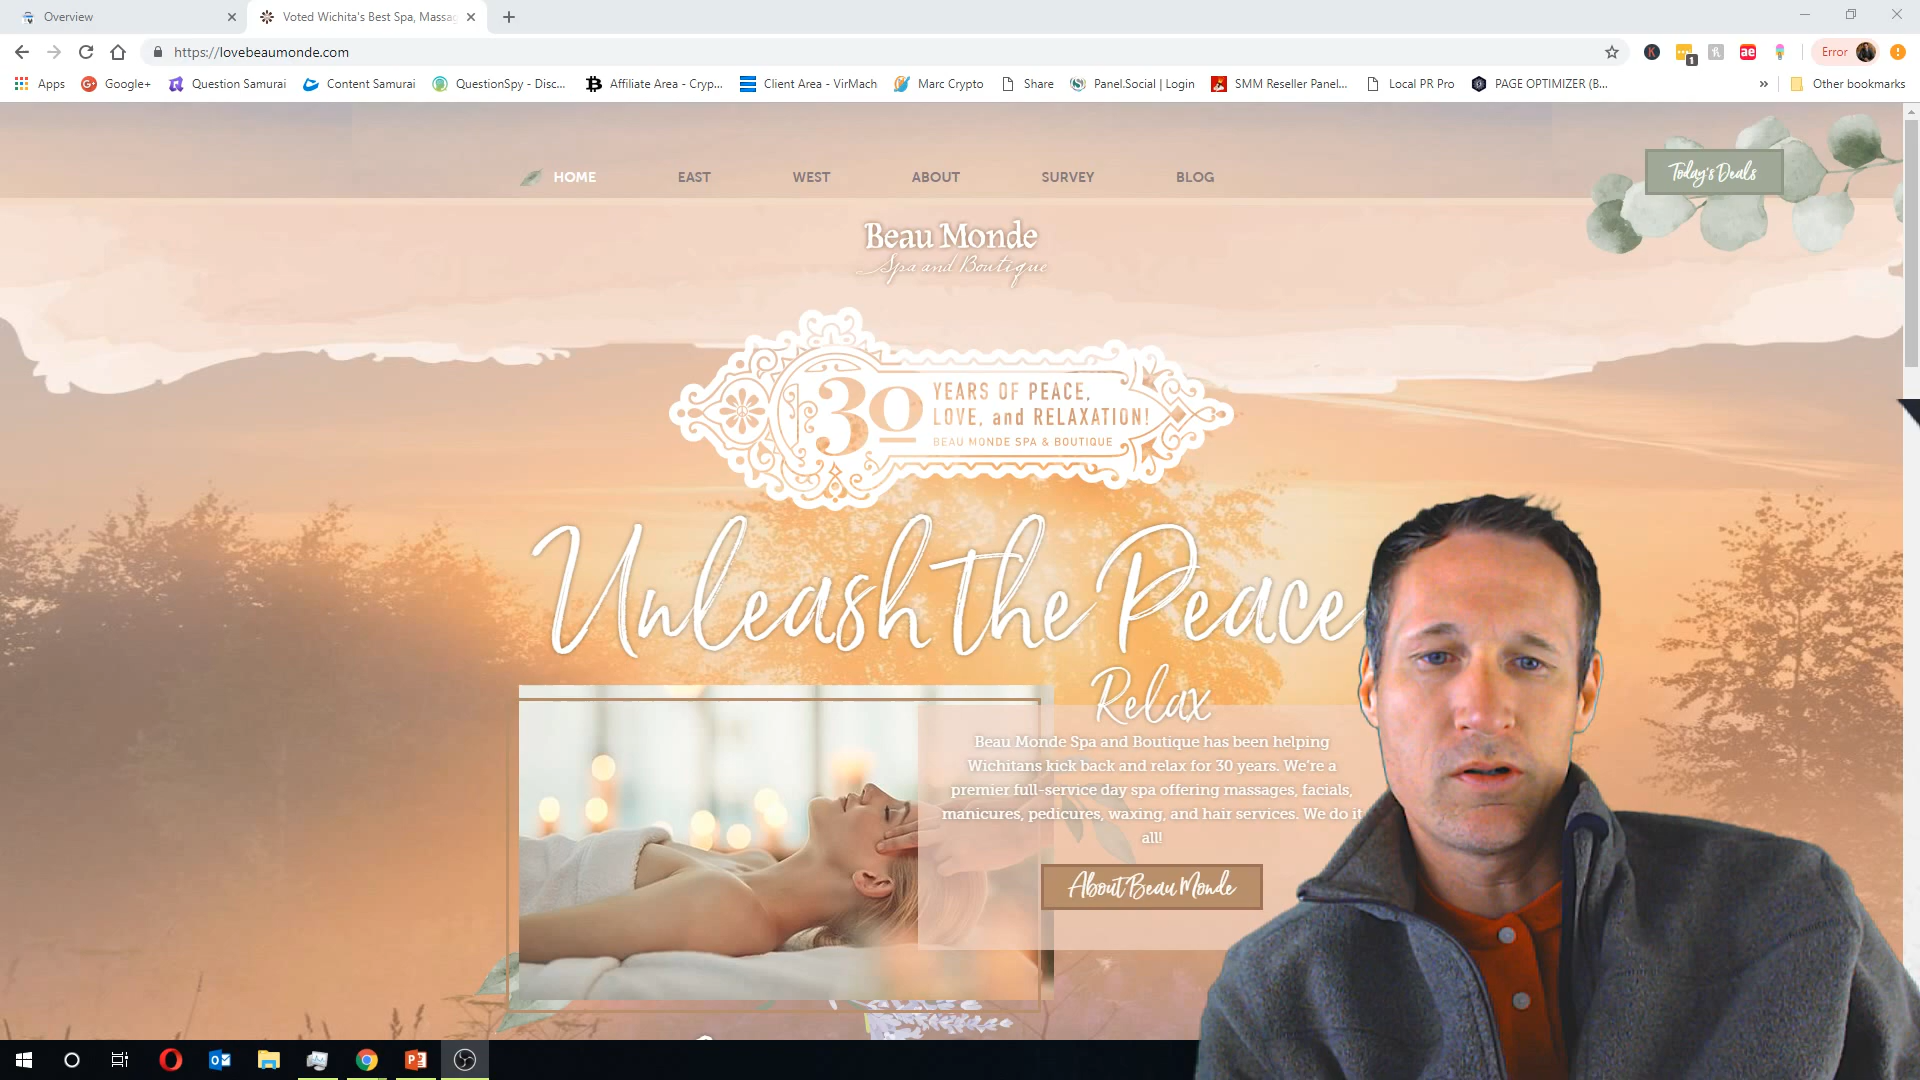 Overview
Voted Wichita's Best Spa, Massag
https://lovebeaumonde.com
Error
1
Apps
Google+
Question Samurai
Content Samurai
QuestionSpy - Disc...
Affiliate Area - Cryp...
Client Area - VirMach
Marc Crypto
Share
Panel.Social | Login
SMM Reseller Panel...
Local PR Pro
PAGE OPTIMIZER (B...
»
Other bookmarks
HOME
EAST
WEST
ABOUT
SURVEY
BLOG
Today's Deals
Beau Monde
Spa and Boutique
30
YEARS OF PEACE,
LOVE, and RELAXATION!
BEAU MONDE SPA & BOUTIQUE
Unleash the Peace
Relax
Beau Monde Spa and Boutique has been helping
Wichitans kick back and relax for 30 years. We're a
premier full-service day spa offering massages, facials,
manicures, pedicures, waxing, and hair services. We do it
all!
About Beau Monde